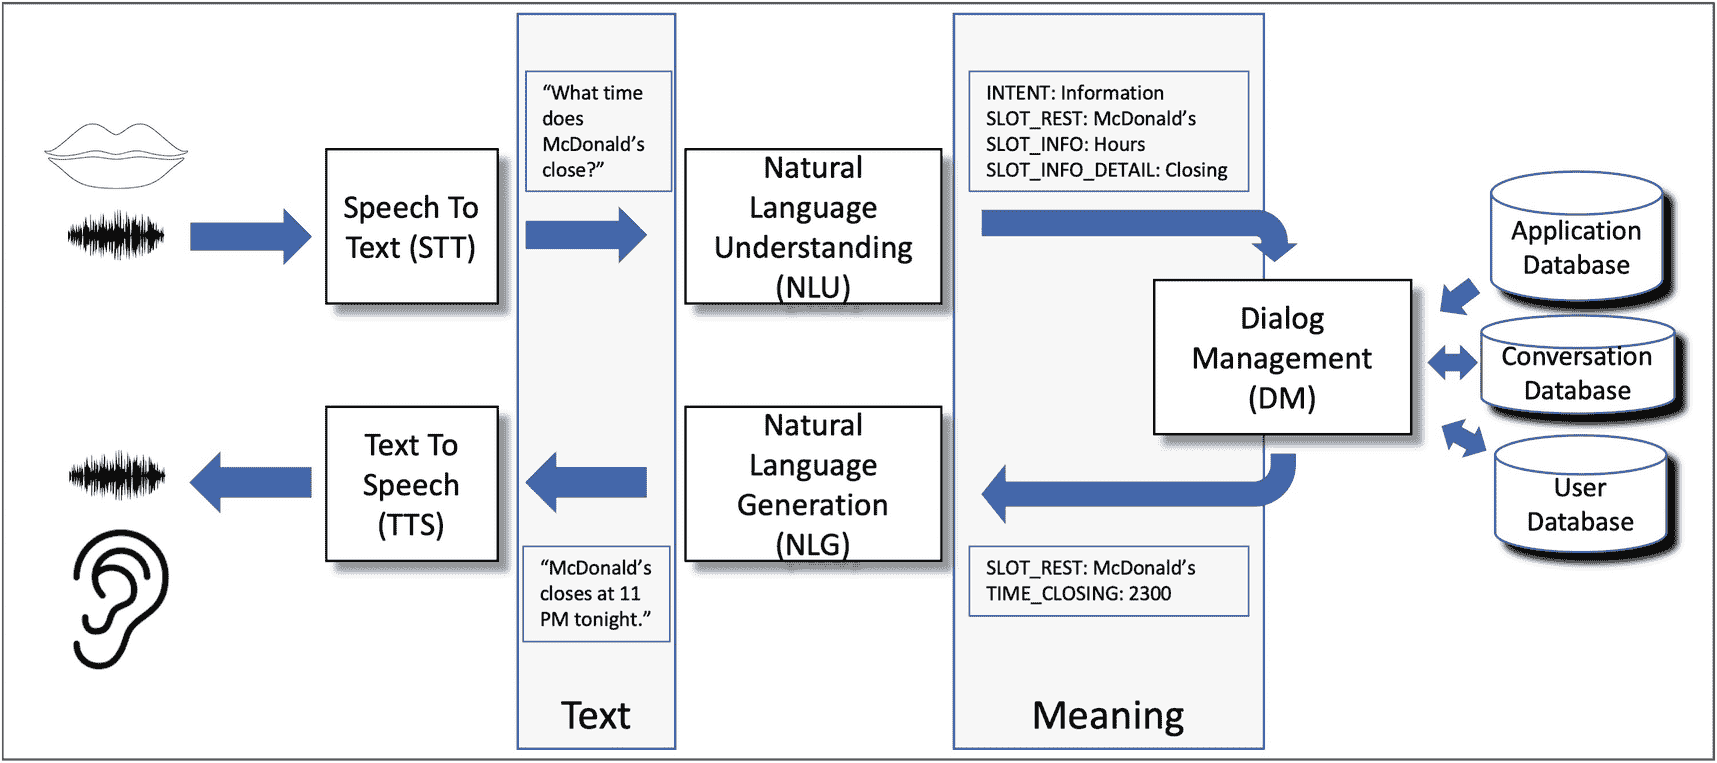 “What time
does
McDonald’s
close?”
INTENT: Information
SLOT_REST: McDonald’s
SLOT_INFO: Hours
SLOT_INFO_DETAIL: Closing
Speech To
Text (STT)
Natural
Language
Understanding
(NLU)
Application
Database
Dialog
Management
(DM)
Conversation
Database
User
Database
Text To
Speech
(TTS)
Natural
Language
Generation
(NLG)
“McDonald’s
closes at 11
PM tonight.”
SLOT_REST: McDonald’s
TIME_CLOSING: 2300
Text
Meaning